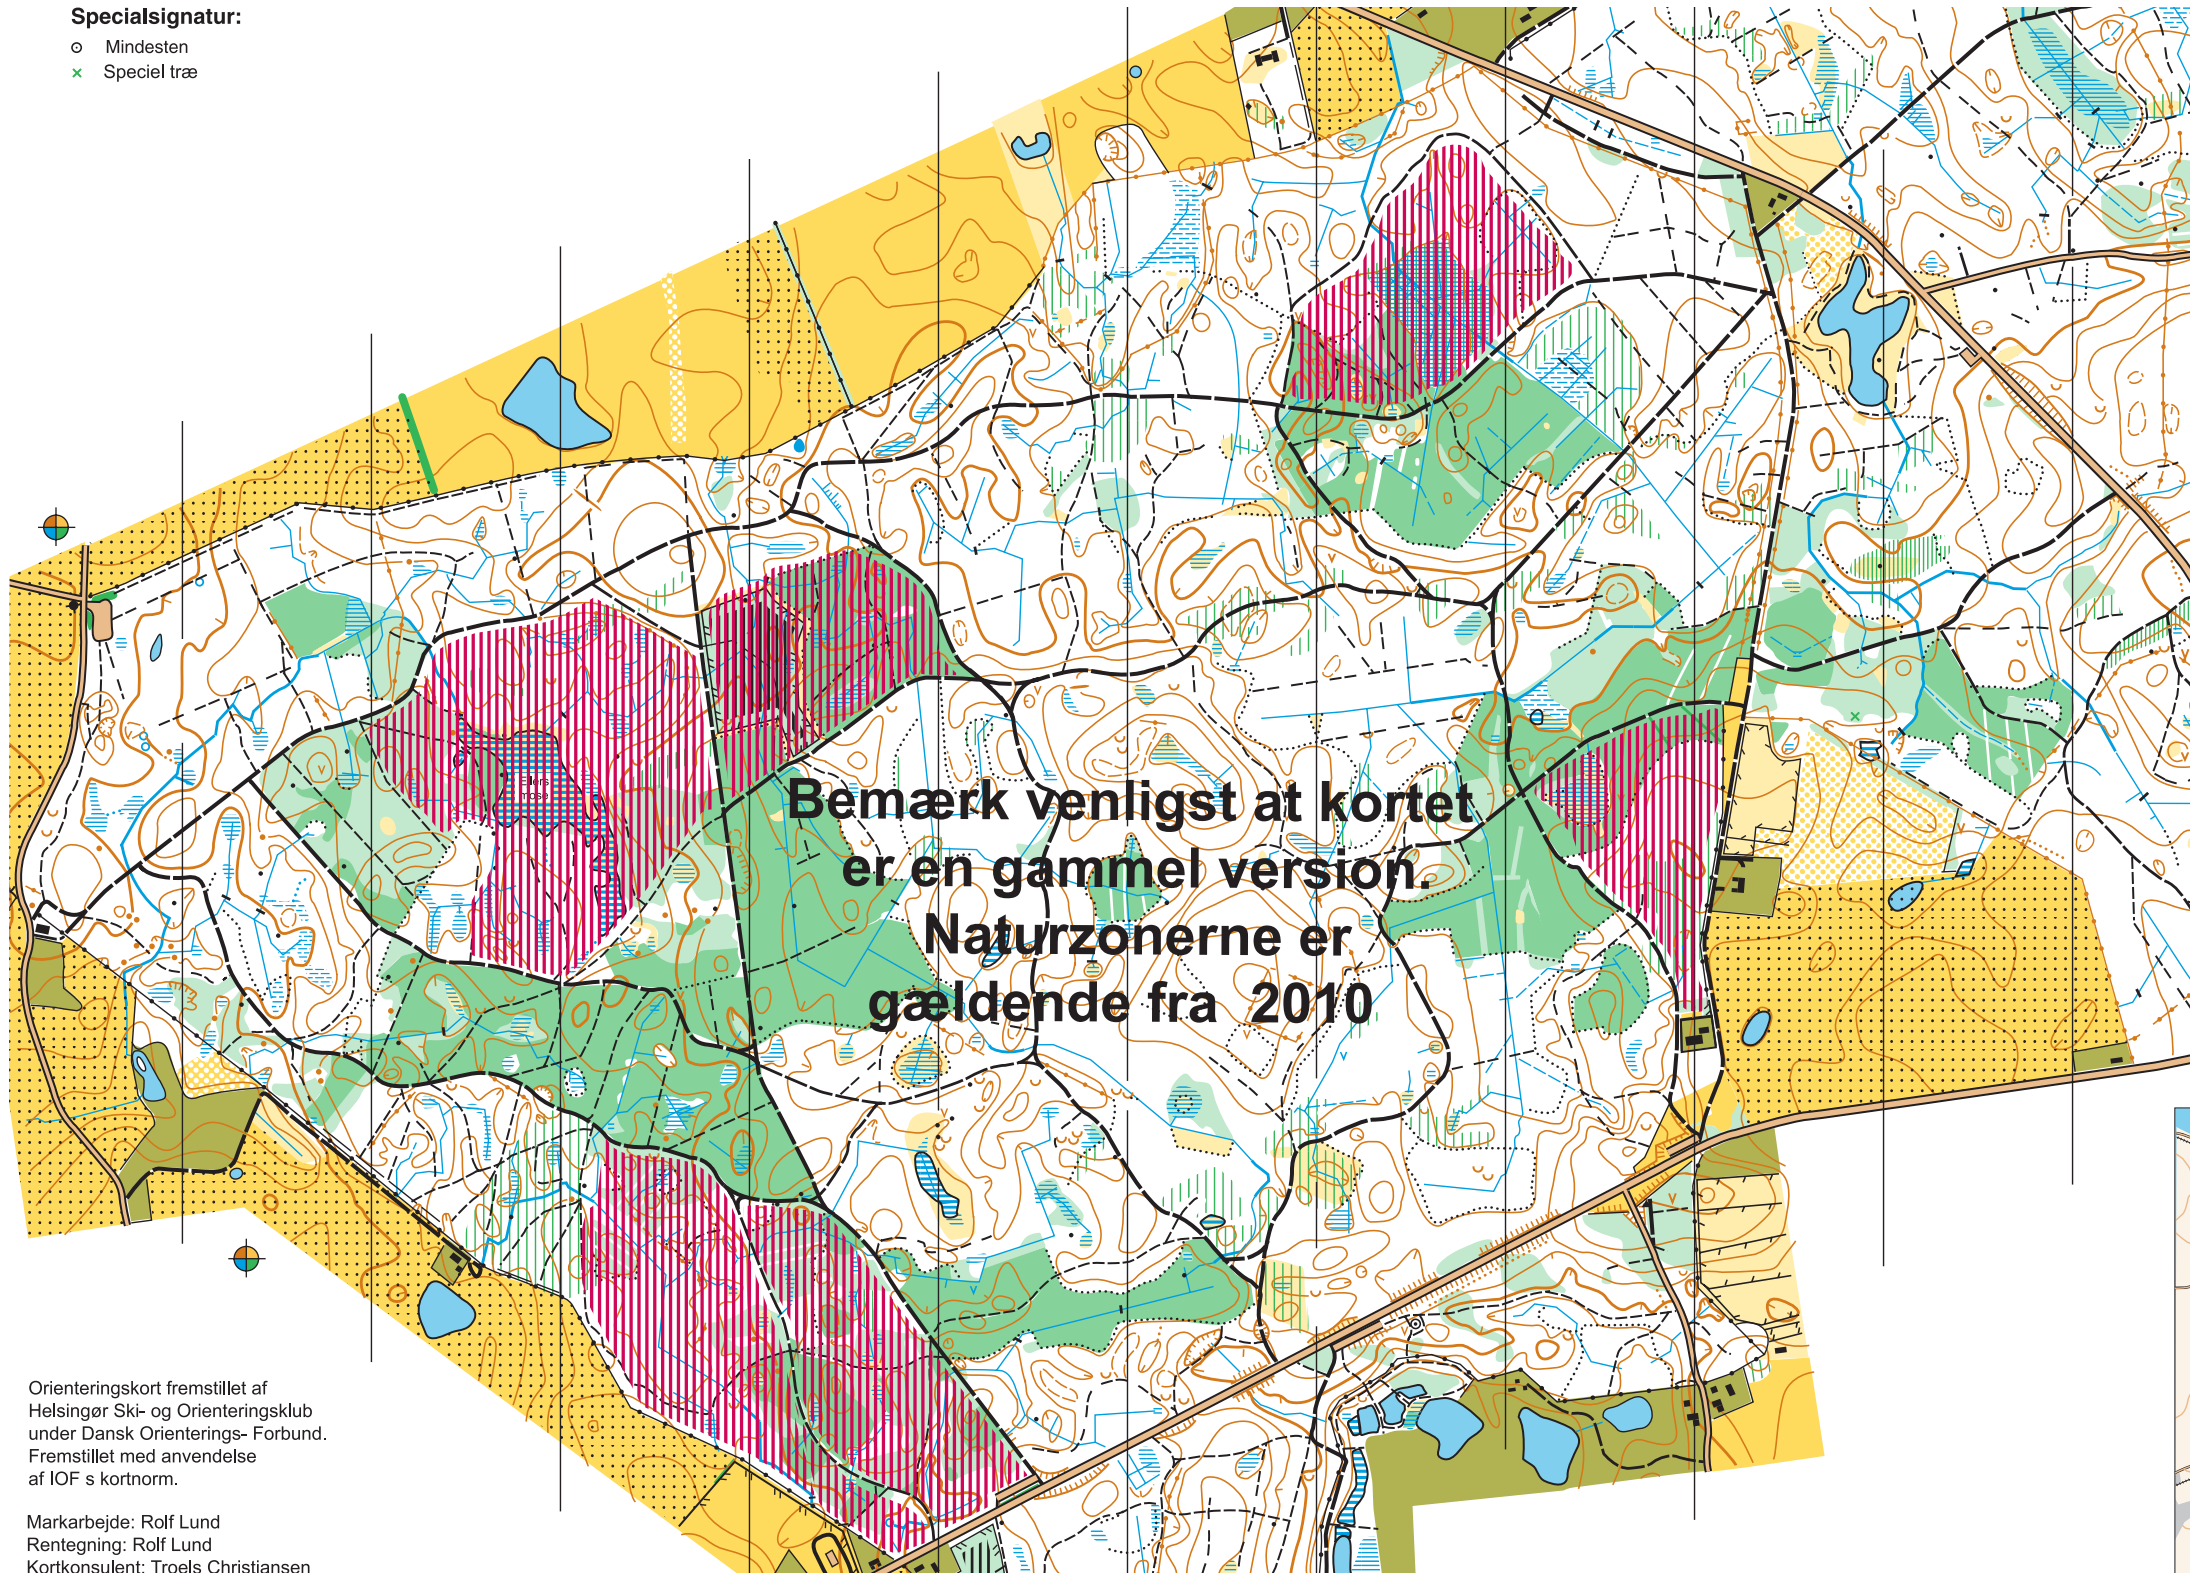 Specialsignatur:
Mindesten
Speciel træ
Ellers
mose
Bemærk venligst at kortet
er en gammel version.
Naturzonerne er
gældende fra 2010
Orienteringskort fremstillet af
Helsingør Ski- og Orienteringsklub
under Dansk Orienterings- Forbund.
Fremstillet med anvendelse
af IOF s kortnorm.
Markarbejde: Rolf Lund
Rentegning: Rolf Lund
Kortkonsulent: Troels Christiansen